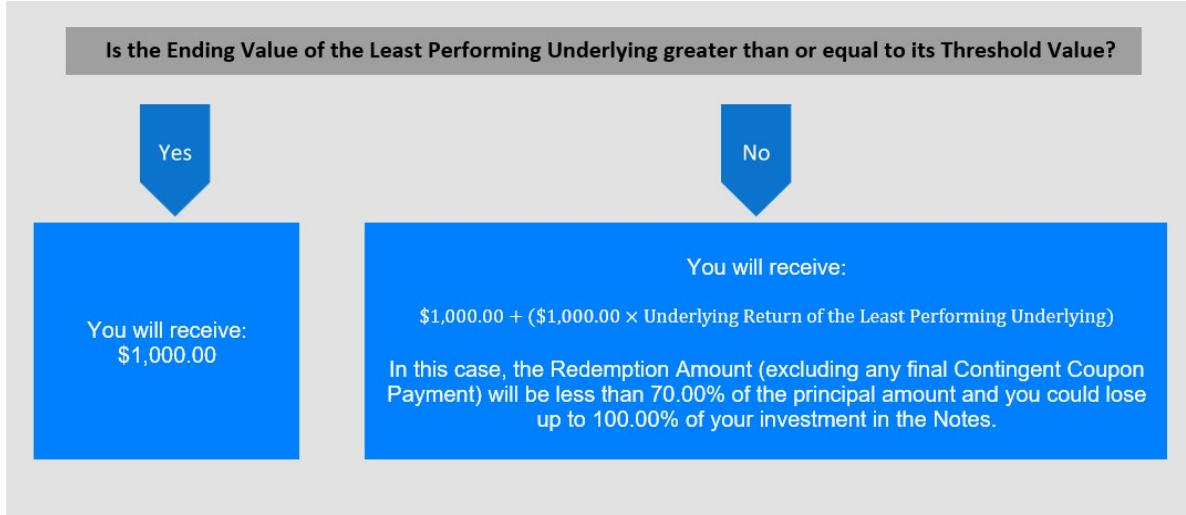 Is the Ending Value of the Least Performing Underlying greater than or equal to its Threshold Value?
Yes
No
You will receive:
$1,000.00
You will receive:
$1,000.00 + ($1,000.00 × Underlying Return of the Least Performing Underlying)
In this case, the Redemption Amount (excluding any final Contingent Coupon
Payment) will be less than 70.00% of the principal amount and you could lose
up to 100.00% of your investment in the Notes.